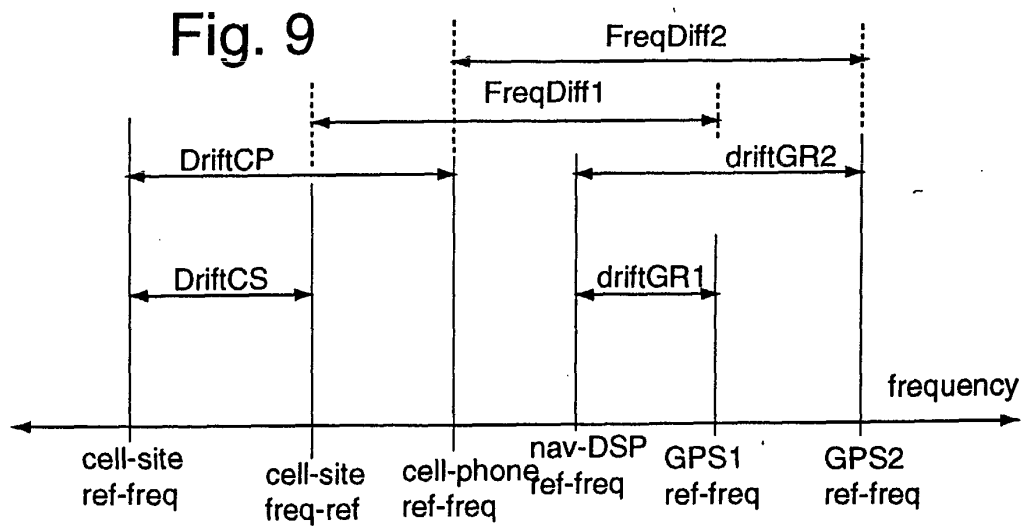 Fig. 9
FreqDiff2
FreqDiff1
DriftCP
driftGR2
DriftCS
driftGR1
frequency
cell-site
ref-freq
cell-site
freq-ref
cell-phone
ref-freq
nav-DSP
ref-freq
GPS1
ref-freq
GPS2
ref-freq